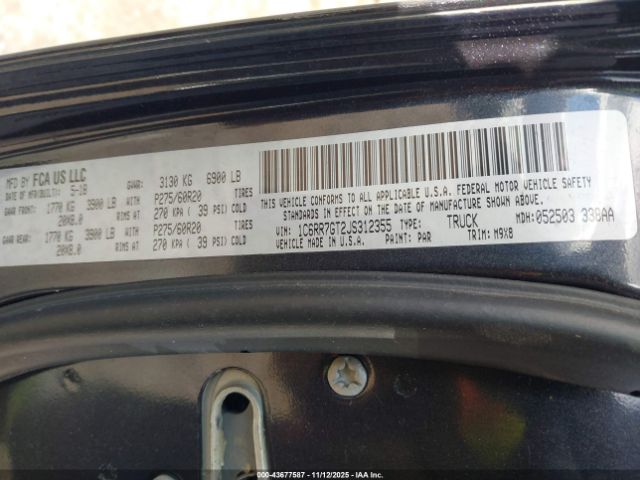 MFD BY FCA US LLC
DATE OF MFR/BUILT: 5-18 GVWR: 3130 KG 6900 LB
GAWR FRONT: 1770 KG 3900 LB WITH P275/60R20 TIRES
20X8.0 RIMS AT 270 KPA ( 39 PSI) COLD
GAWR REAR: 1770 KG 3900 LB WITH P275/60R20 TIRES
20X8.0 RIMS AT 270 KPA ( 39 PSI) COLD
THIS VEHICLE CONFORMS TO ALL APPLICABLE U.S.A. FEDERAL MOTOR VEHICLE SAFETY
STANDARDS IN EFFECT ON THE DATE OF MANUFACTURE SHOWN ABOVE.
VIN: 1C6RR7GT2JS312355 TYPE: TRUCK MDH: 052503 338AA
MADE IN U.S.A. PAINT: PAR TRIM: M9X8
000-43677587 - 11/12/2025 - IAA